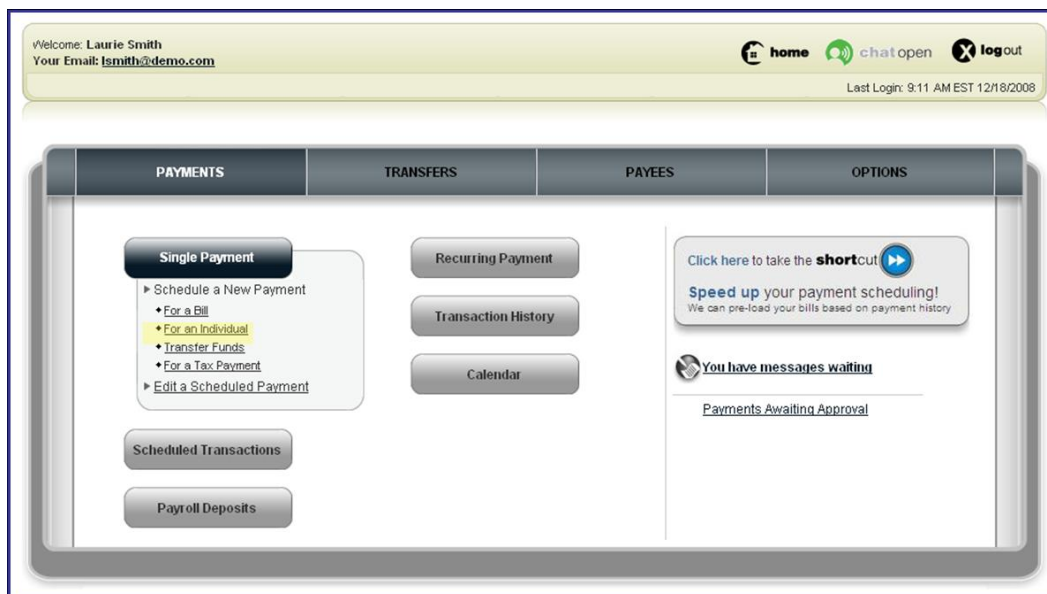 Welcome: Laurie Smith
Your Email: lsmith@demo.com
home
chat open
logout
Last Login: 9:11 AM EST 12/18/2008
PAYMENTS
TRANSFERS
PAYEES
OPTIONS
Single Payment
Schedule a New Payment
For a Bill
For an Individual
Transfer Funds
For a Tax Payment
Edit a Scheduled Payment
Scheduled Transactions
Payroll Deposits
Recurring Payment
Transaction History
Calendar
Click here to take the shortcut
Speed up your payment scheduling!
We can pre-load your bills based on payment history
You have messages waiting
Payments Awaiting Approval